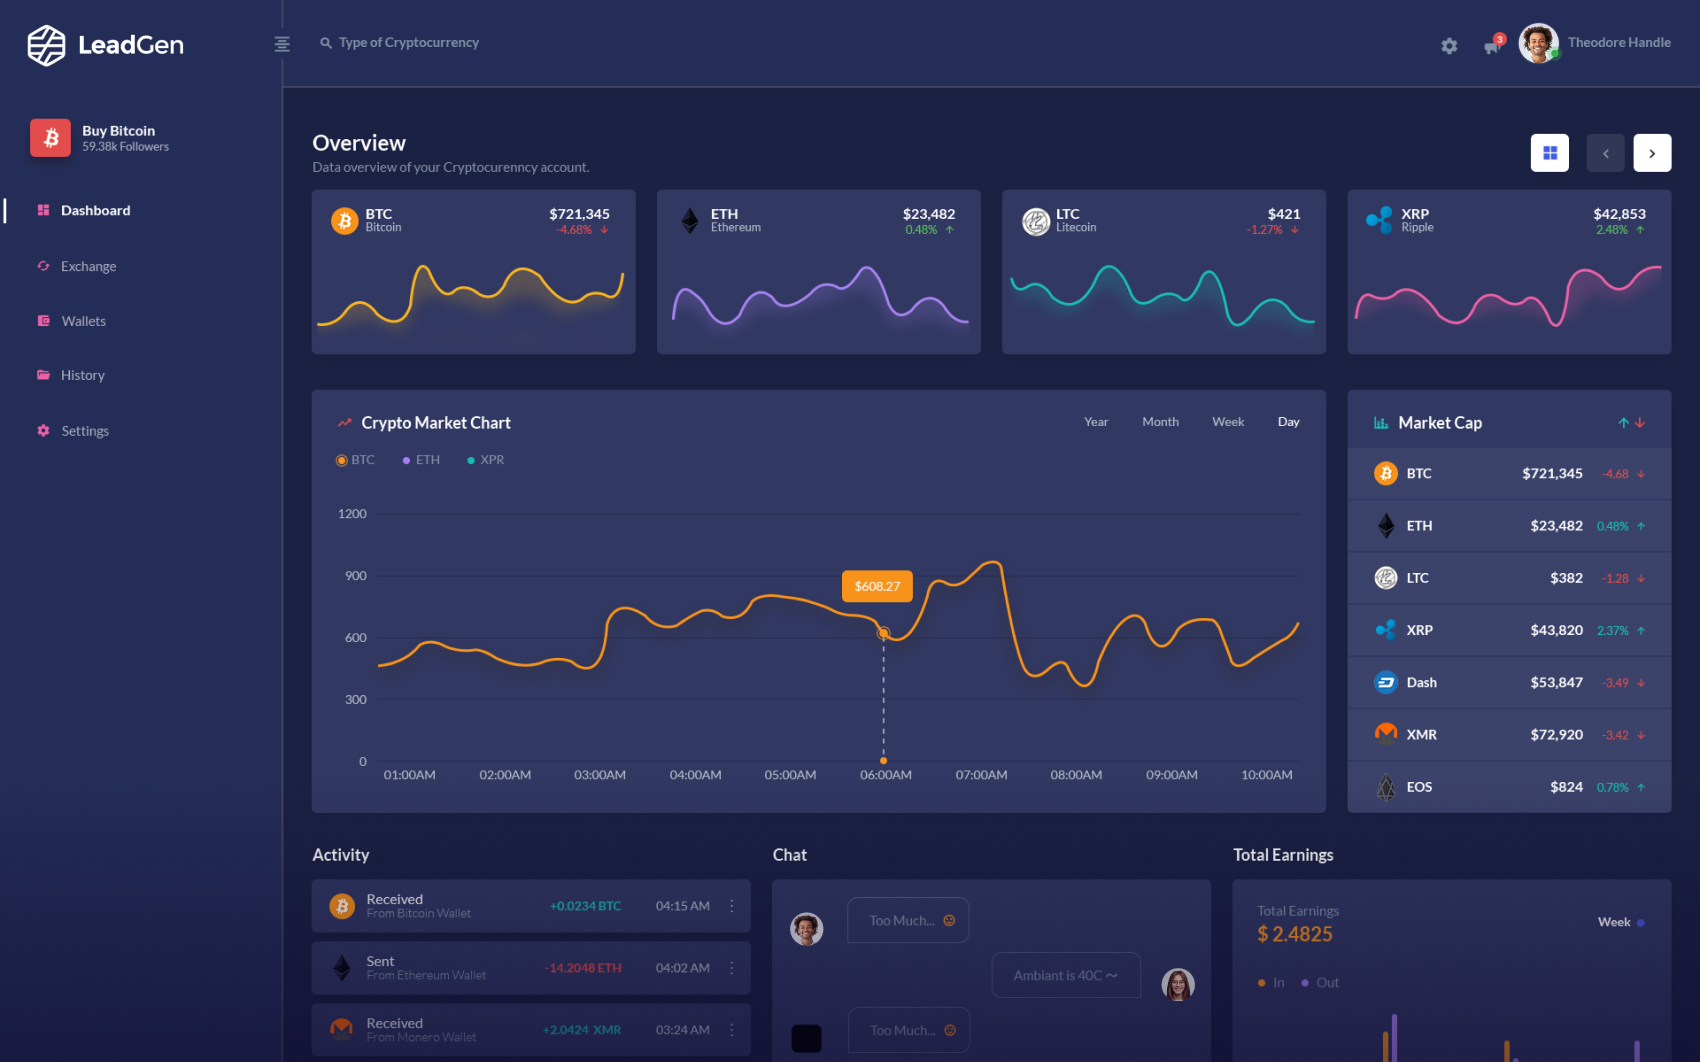 LeadGen
Type of Cryptocurrency
3
Theodore Handle
Buy Bitcoin
59.38k Followers
Dashboard
Exchange
Wallets
History
Settings
Overview
Data overview of your Cryptocurenncy account.
BTC $721,345
Bitcoin -4.68%
ETH $23,482
Ethereum 0.48%
LTC $421
Litecoin -1.27%
XRP $42,853
Ripple 2.48%
Crypto Market Chart
Year Month Week Day
BTC ETH XPR
1200
900
600
300
0
$608.27
01:00AM 02:00AM 03:00AM 04:00AM 05:00AM 06:00AM 07:00AM 08:00AM 09:00AM 10:00AM
Market Cap
BTC $721,345 -4.68
ETH $23,482 0.48%
LTC $382 -1.28
XRP $43,820 2.37%
Dash $53,847 -3.49
XMR $72,920 -3.42
EOS $824 0.78%
Activity
Received +0.0234 BTC 04:15 AM
From Bitcoin Wallet
Sent -14.2048 ETH 04:02 AM
From Ethereum Wallet
Received +2.0424 XMR 03:24 AM
From Monero Wallet
Chat
Too Much...
Ambiant is 40C ~
Too Much...
Total Earnings
Total Earnings
$ 2.4825
Week
In Out